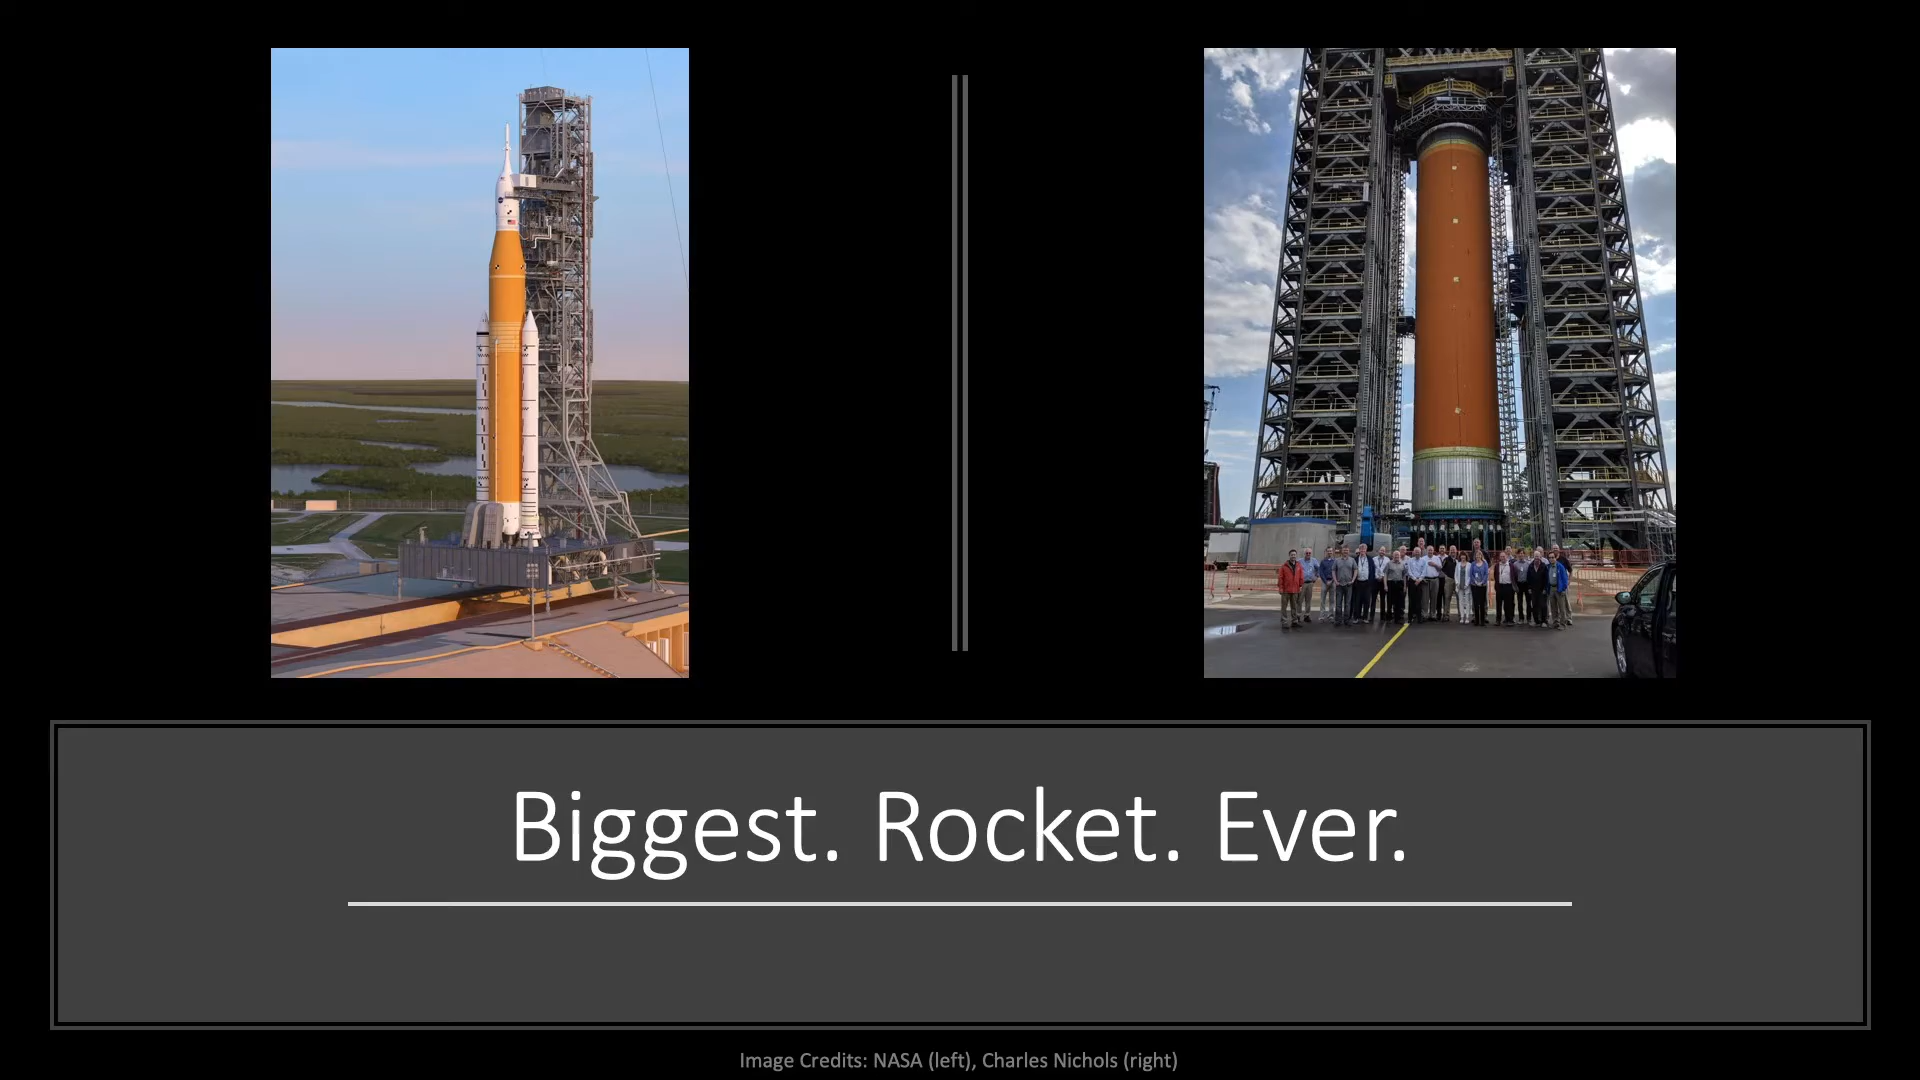 Biggest. Rocket. Ever.
Image Credits: NASA (left), Charles Nichols (right)